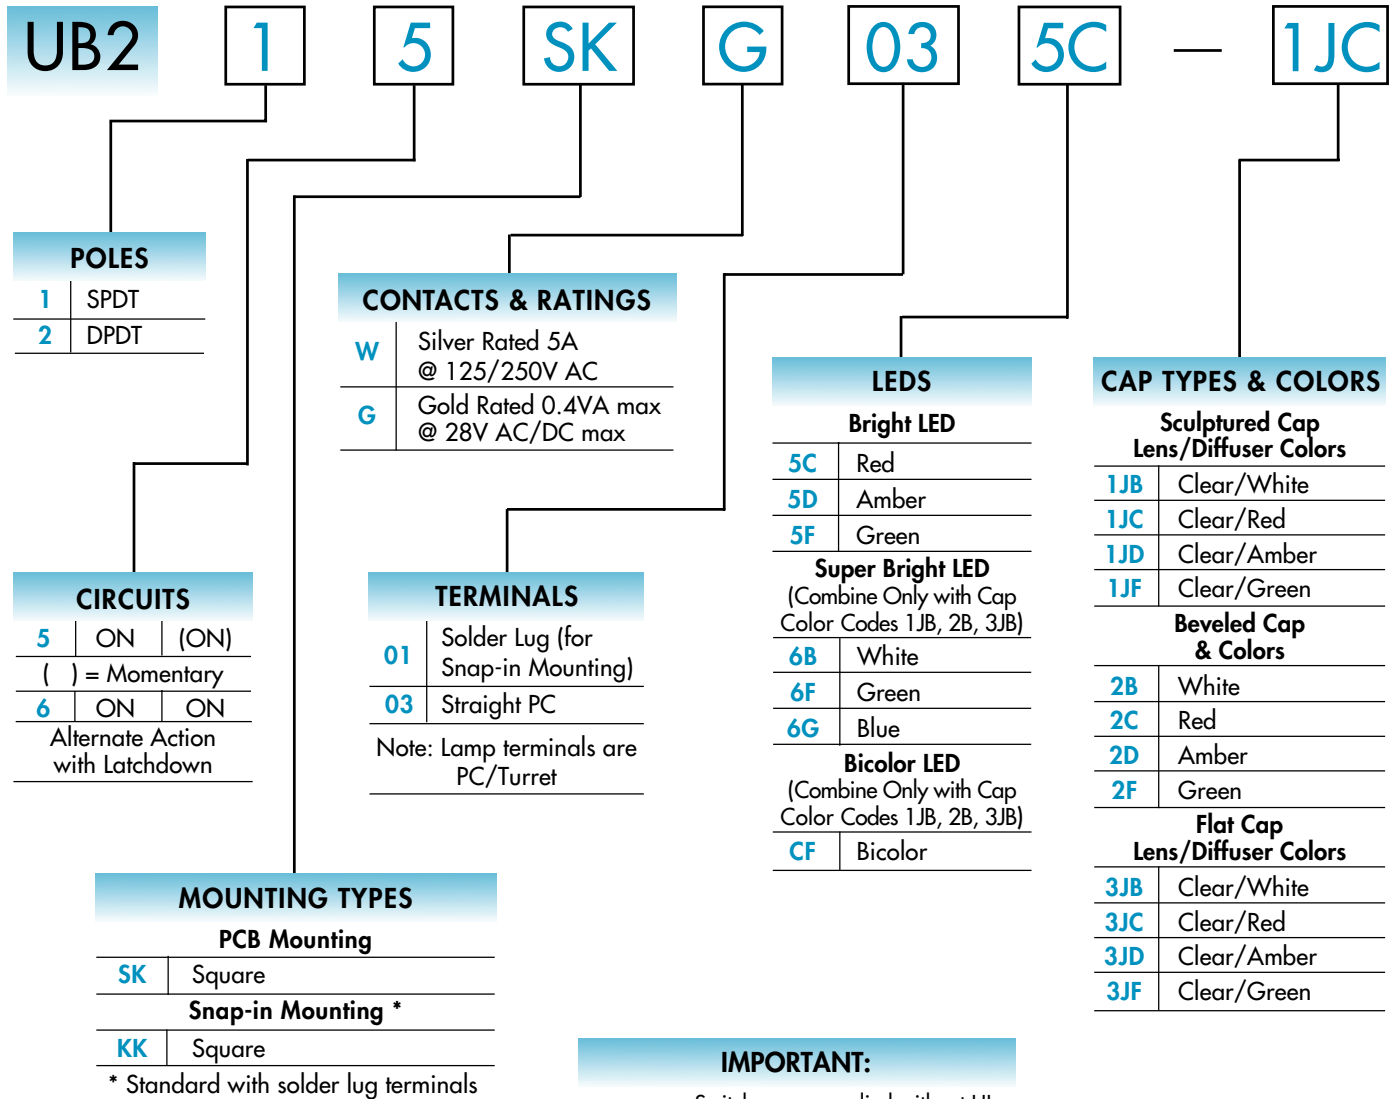 UB2 1 5 SK G 03 5C — 1JC
POLES
1 SPDT
2 DPDT
CIRCUITS
5 ON (ON)
( ) = Momentary
6 ON ON
Alternate Action
with Latchdown
MOUNTING TYPES
PCB Mounting
SK Square
Snap-in Mounting *
KK Square
* Standard with solder lug terminals
CONTACTS & RATINGS
W Silver Rated 5A
@ 125/250V AC
G Gold Rated 0.4VA max
@ 28V AC/DC max
TERMINALS
01 Solder Lug (for
Snap-in Mounting)
03 Straight PC
Note: Lamp terminals are
PC/Turret
LEDS
Bright LED
5C Red
5D Amber
5F Green
Super Bright LED
(Combine Only with Cap
Color Codes 1JB, 2B, 3JB)
6B White
6F Green
6G Blue
Bicolor LED
(Combine Only with Cap
Color Codes 1JB, 2B, 3JB)
CF Bicolor
CAP TYPES & COLORS
Sculptured Cap
Lens/Diffuser Colors
1JB Clear/White
1JC Clear/Red
1JD Clear/Amber
1JF Clear/Green
Beveled Cap
& Colors
2B White
2C Red
2D Amber
2F Green
Flat Cap
Lens/Diffuser Colors
3JB Clear/White
3JC Clear/Red
3JD Clear/Amber
3JF Clear/Green
IMPORTANT: